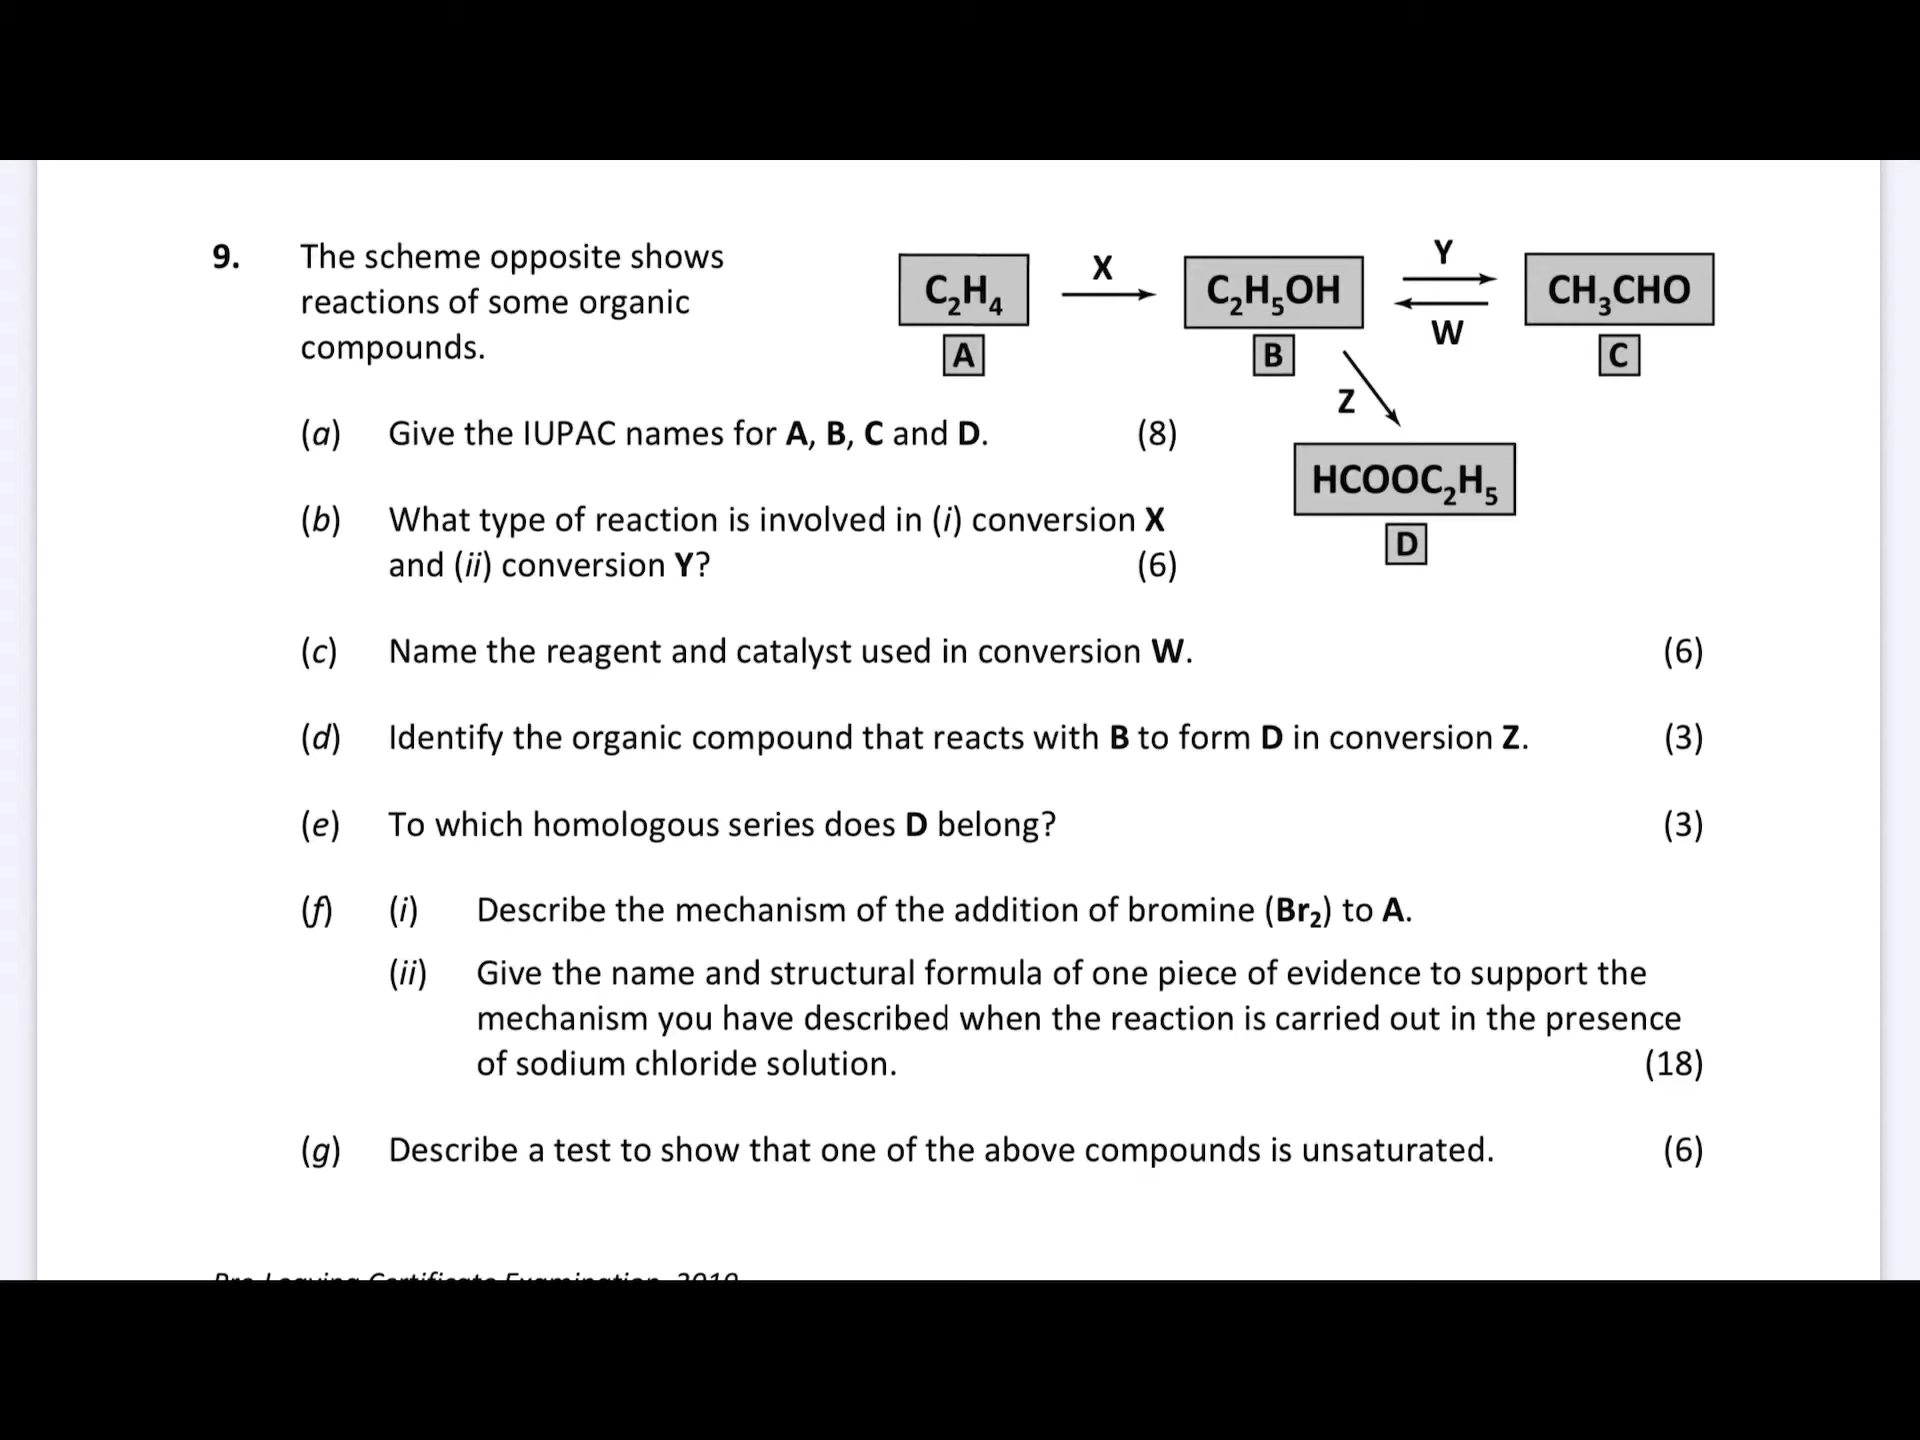 9. The scheme opposite shows
reactions of some organic
compounds.
C₂H₄ X C₂H₅OH Y CH₃CHO
W
A B C
Z
HCOOC₂H₅
D
(a) Give the IUPAC names for A, B, C and D. (8)
(b) What type of reaction is involved in (i) conversion X
and (ii) conversion Y? (6)
(c) Name the reagent and catalyst used in conversion W. (6)
(d) Identify the organic compound that reacts with B to form D in conversion Z. (3)
(e) To which homologous series does D belong? (3)
(f) (i) Describe the mechanism of the addition of bromine (Br₂) to A.
(ii) Give the name and structural formula of one piece of evidence to support the
mechanism you have described when the reaction is carried out in the presence
of sodium chloride solution. (18)
(g) Describe a test to show that one of the above compounds is unsaturated. (6)
Pre-Leaving Certificate Examination, 2019